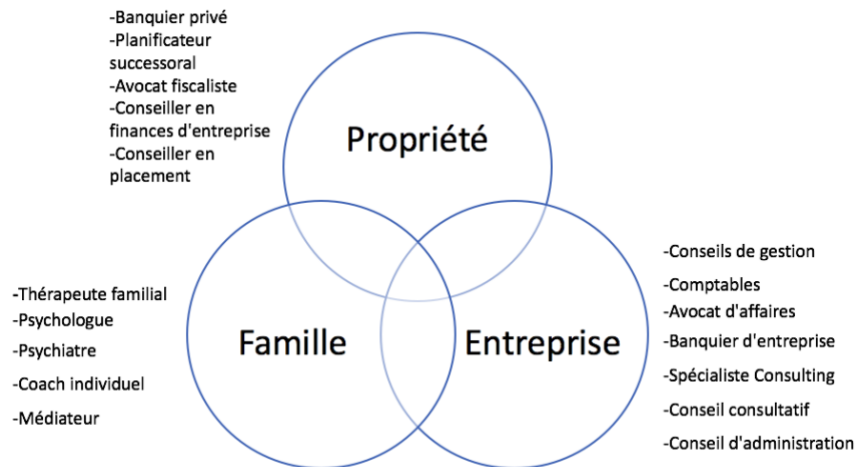 -Banquier privé
-Planificateur
successoral
-Avocat fiscaliste
-Conseiller en
finances d'entreprise
-Conseiller en
placement
Propriété
-Thérapeute familial
-Psychologue
-Psychiatre
-Coach individuel
-Médiateur
Famille
Entreprise
-Conseils de gestion
-Comptables
-Avocat d'affaires
-Banquier d'entreprise
-Spécialiste Consulting
-Conseil consultatif
-Conseil d'administration